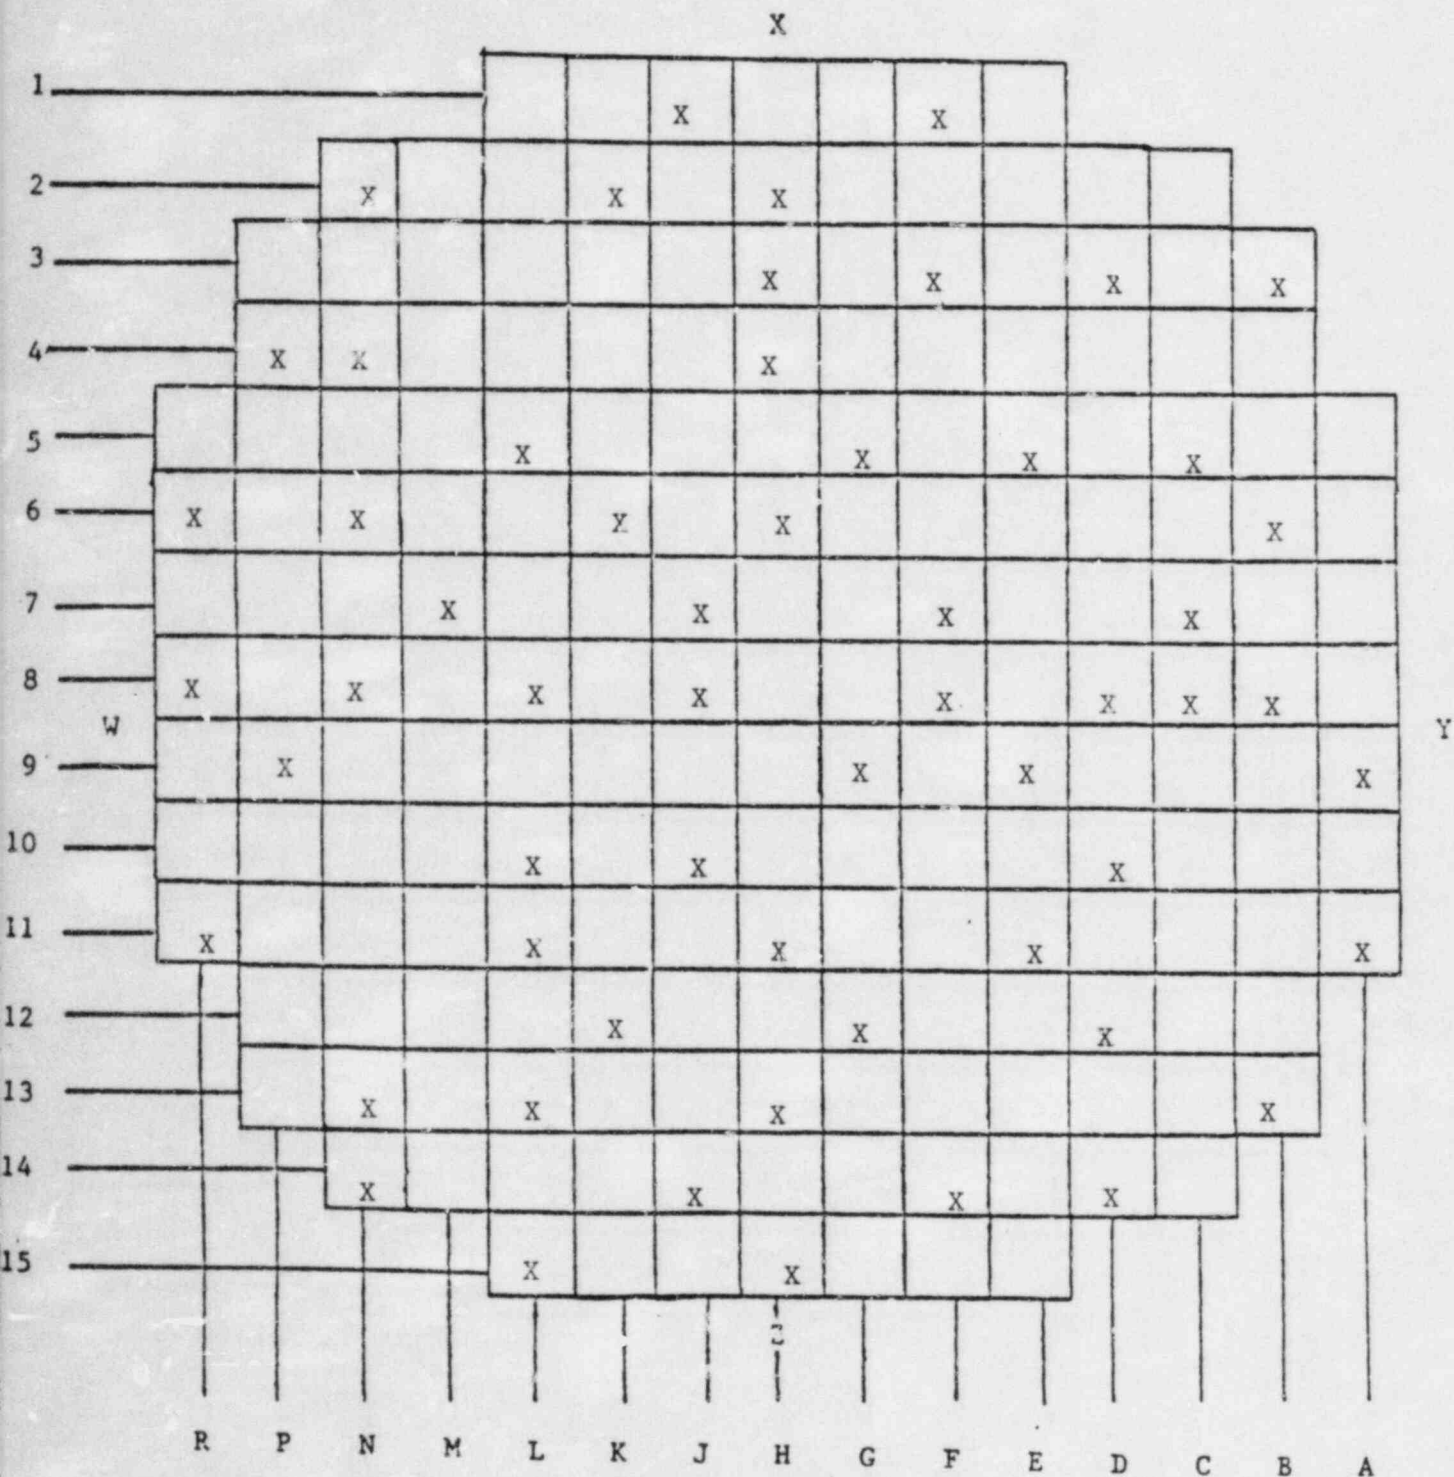 X
1 X X
2 X X X
3 X X X X
4 X X X
5 X X X X
6 X X X X X
7 X X X X
8 X X X X X X X X
W Y
9 X X X X
10 X X X
11 X X X X X
12 X X X
13 X X X X
14 X X X X
15 X X
R P N M L K J H G F E D C B A